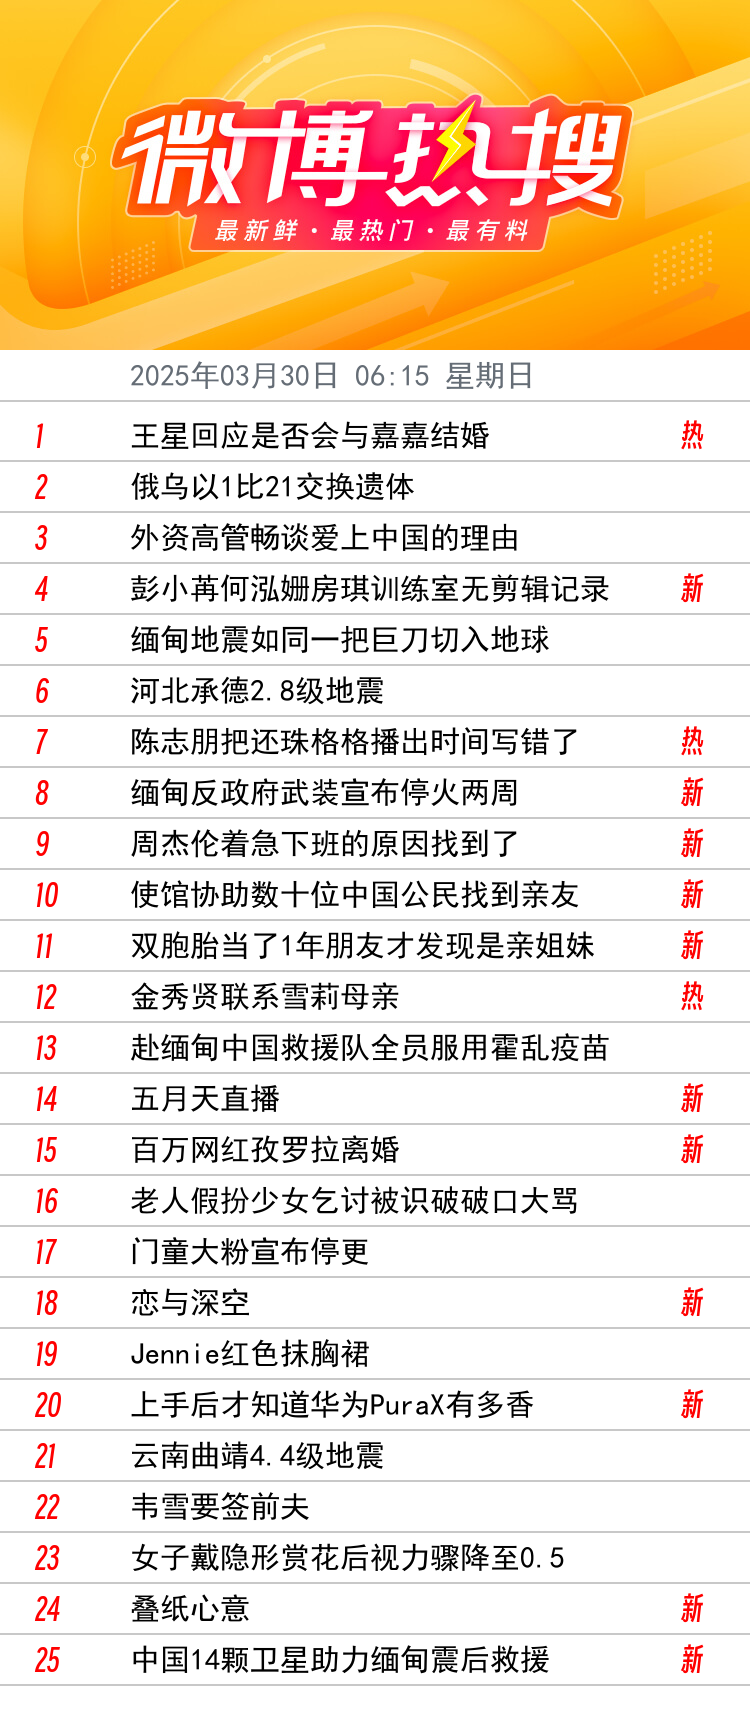 微博热搜
最新鲜·最热门·最有料
2025年03月30日 06:15 星期日
1 王星回应是否会与嘉嘉结婚 热
2 俄乌以1比21交换遗体
3 外资高管畅谈爱上中国的理由
4 彭小苒何泓姗房琪训练室无剪辑记录 新
5 缅甸地震如同一把巨刀切入地球
6 河北承德2.8级地震
7 陈志朋把还珠格格播出时间写错了 热
8 缅甸反政府武装宣布停火两周 新
9 周杰伦着急下班的原因找到了 新
10 使馆协助数十位中国公民找到亲友 新
11 双胞胎当了1年朋友才发现是亲姐妹 新
12 金秀贤联系雪莉母亲 热
13 赴缅甸中国救援队全员服用霍乱疫苗
14 五月天直播 新
15 百万网红孜罗拉离婚 新
16 老人假扮少女乞讨被识破破口大骂
17 门童大粉宣布停更
18 恋与深空 新
19 Jennie红色抹胸裙
20 上手后才知道华为PuraX有多香 新
21 云南曲靖4.4级地震
22 韦雪要签前夫
23 女子戴隐形赏花后视力骤降至0.5
24 叠纸心意 新
25 中国14颗卫星助力缅甸震后救援 新